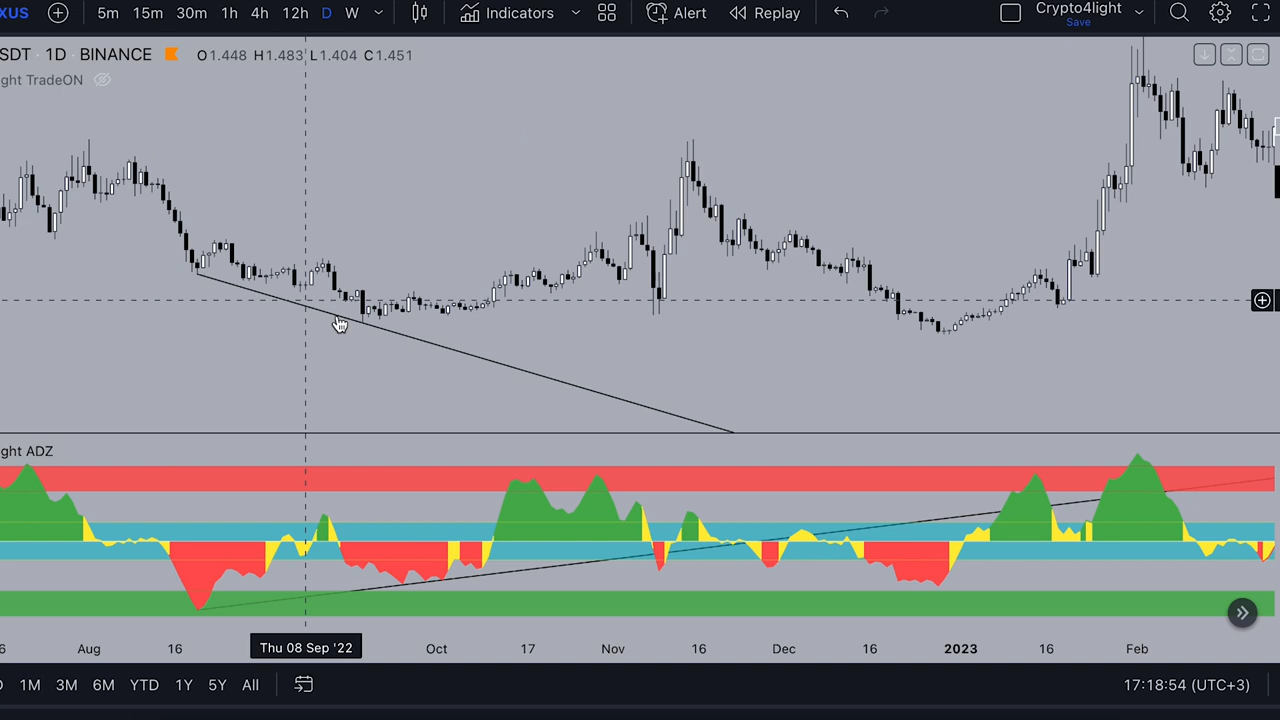 XUS 5m 15m 30m 1h 4h 12h D W Indicators Alert Replay Crypto4light
Save
SDT 1D BINANCE O1.448 H1.483 L1.404 C1.451
ght TradeON
ght ADZ
6 Aug 16 Thu 08 Sep '22 Oct 17 Nov 16 Dec 16 2023 16 Feb
D 1M 3M 6M YTD 1Y 5Y All 17:18:54 (UTC+3)